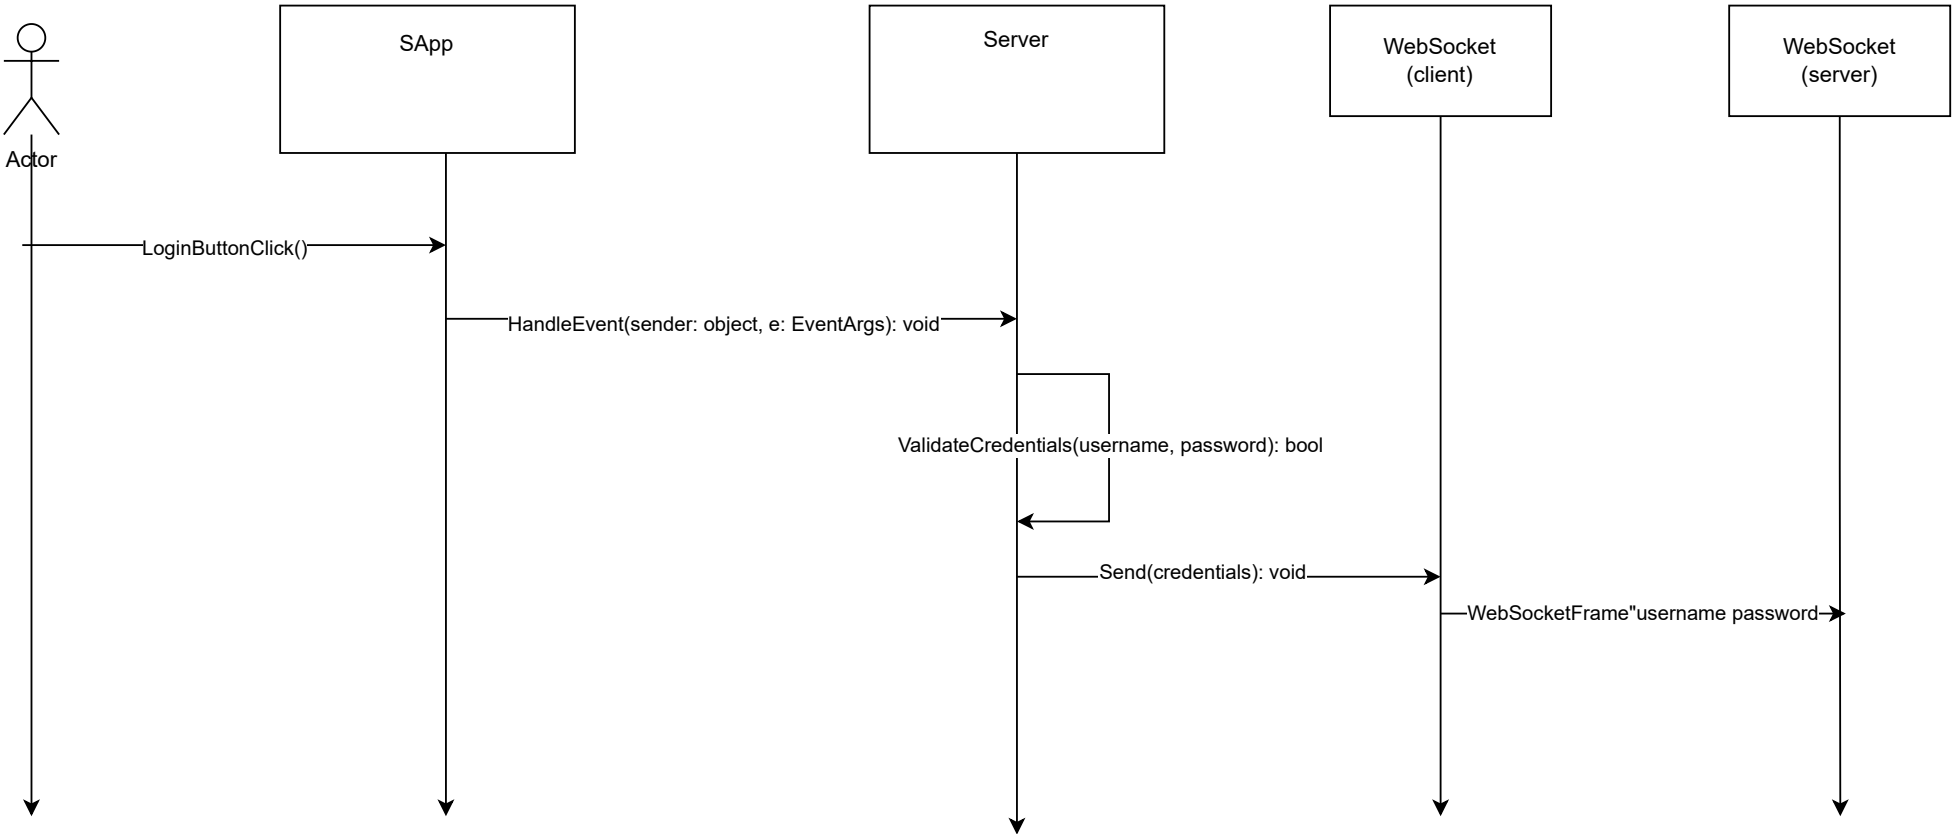 SApp
Server
WebSocket
(client)
WebSocket
(server)
Actor
LoginButtonClick()
HandleEvent(sender: object, e: EventArgs): void
ValidateCredentials(username, password): bool
Send(credentials): void
WebSocketFrame"username password